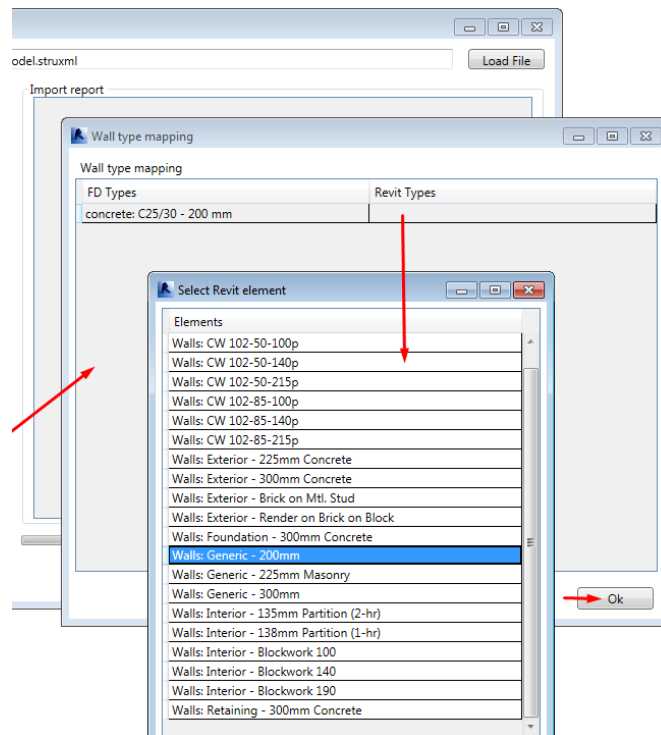 odel.struxml
Load File
Import report
Wall type mapping
Wall type mapping
FD Types Revit Types
concrete: C25/30 - 200 mm
Select Revit element
Elements
Walls: CW 102-50-100p
Walls: CW 102-50-140p
Walls: CW 102-50-215p
Walls: CW 102-85-100p
Walls: CW 102-85-140p
Walls: CW 102-85-215p
Walls: Exterior - 225mm Concrete
Walls: Exterior - 300mm Concrete
Walls: Exterior - Brick on Mtl. Stud
Walls: Exterior - Render on Brick on Block
Walls: Foundation - 300mm Concrete
Walls: Generic - 200mm
Walls: Generic - 225mm Masonry
Walls: Generic - 300mm
Walls: Interior - 135mm Partition (2-hr)
Walls: Interior - 138mm Partition (1-hr)
Walls: Interior - Blockwork 100
Walls: Interior - Blockwork 140
Walls: Interior - Blockwork 190
Walls: Retaining - 300mm Concrete
Ok